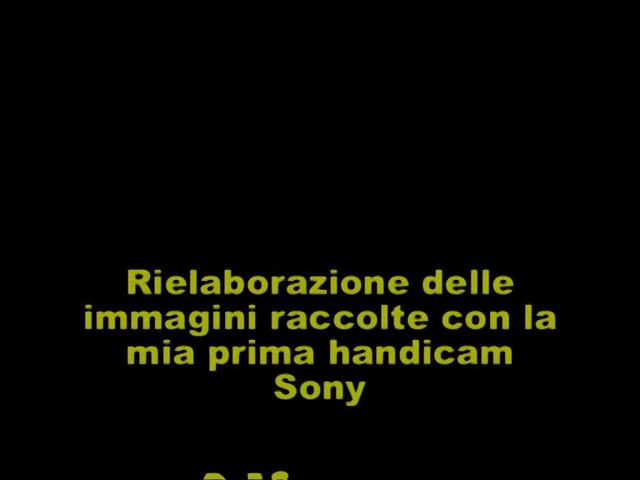 Rielaborazione delle
immagini raccolte con la
mia prima handicam
Sony